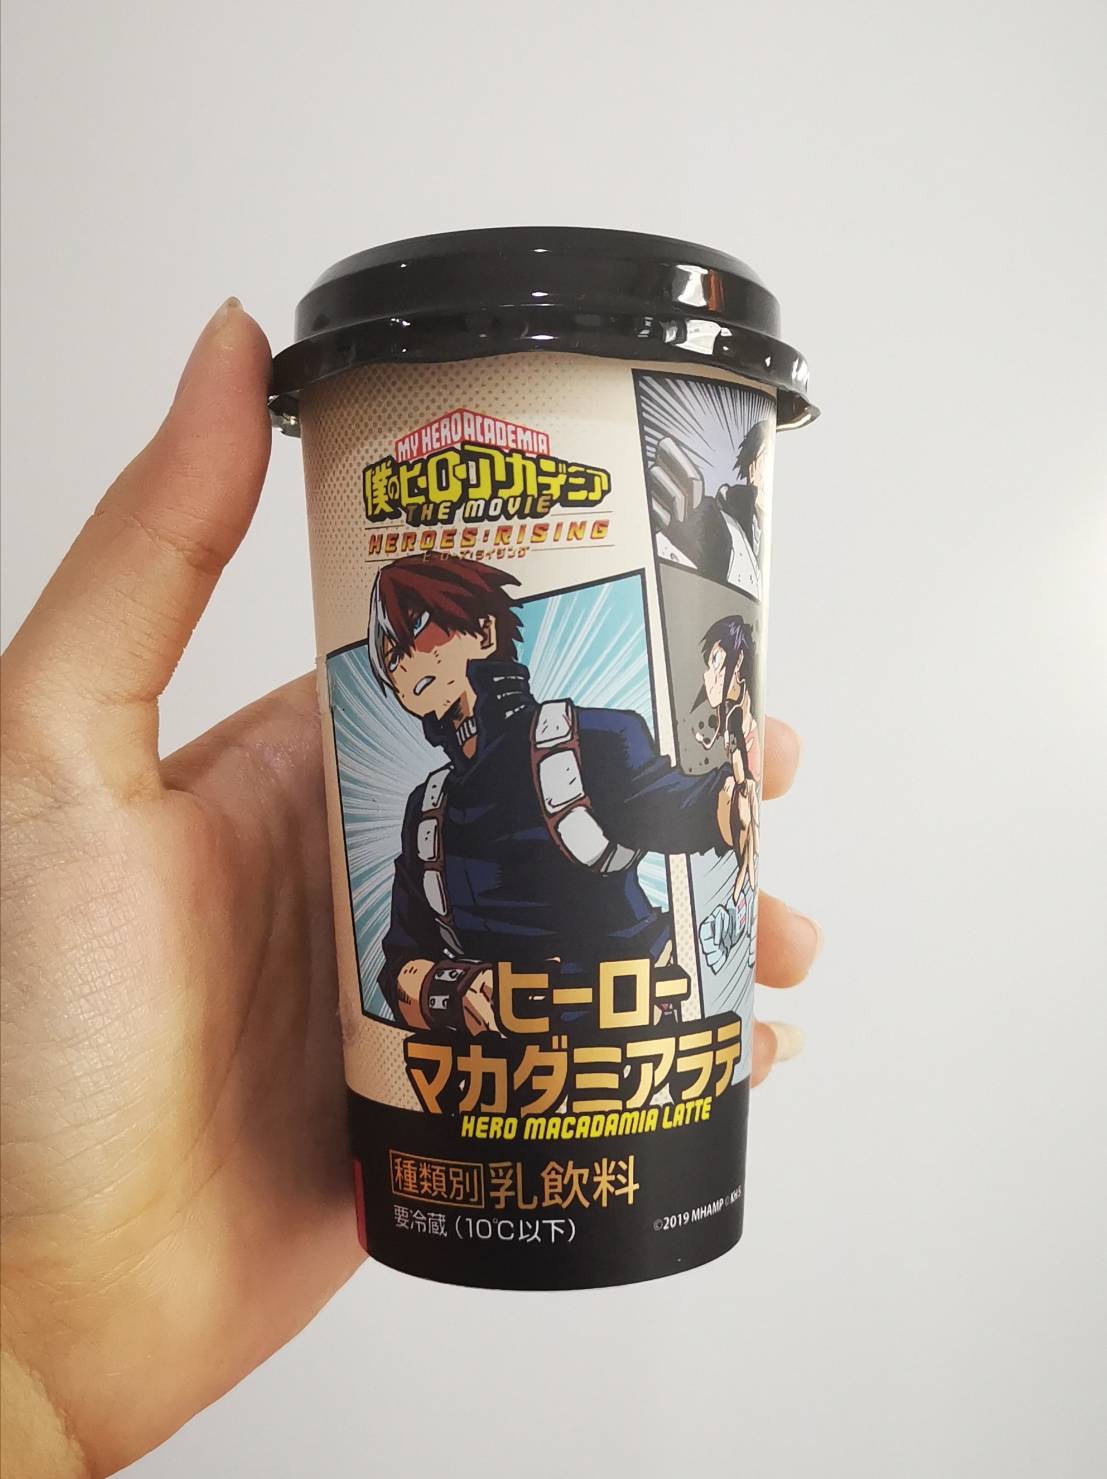 MY HERO ACADEMIA
僕のヒーローアカデミア
THE MOVIE
HEROES:RISING
ヒーローズ:ライジング
ヒーロー
マカダミアラテ
HERO MACADAMIA LATTE
種類別 乳飲料
要冷蔵(10℃以下)
©2019 MHAMP